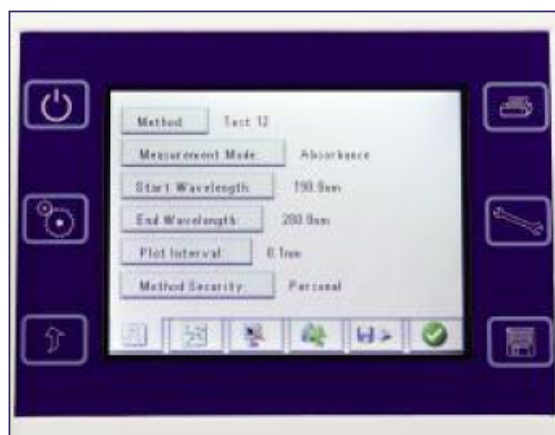 Method: Test 12
Measurement Mode: Absorbance
Start Wavelength: 190.0nm
End Wavelength: 280.0nm
Plot Interval: 0.1nm
Method Security: Personal